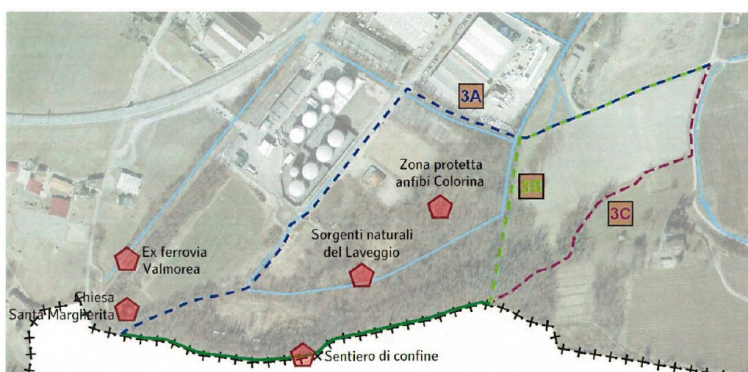 3A
Zona protetta
anfibi Colorina
3B
3C
Sorgenti naturali
del Laveggio
Ex ferrovia
Valmorea
Chiesa
Santa Margherita
Sentiero di confine